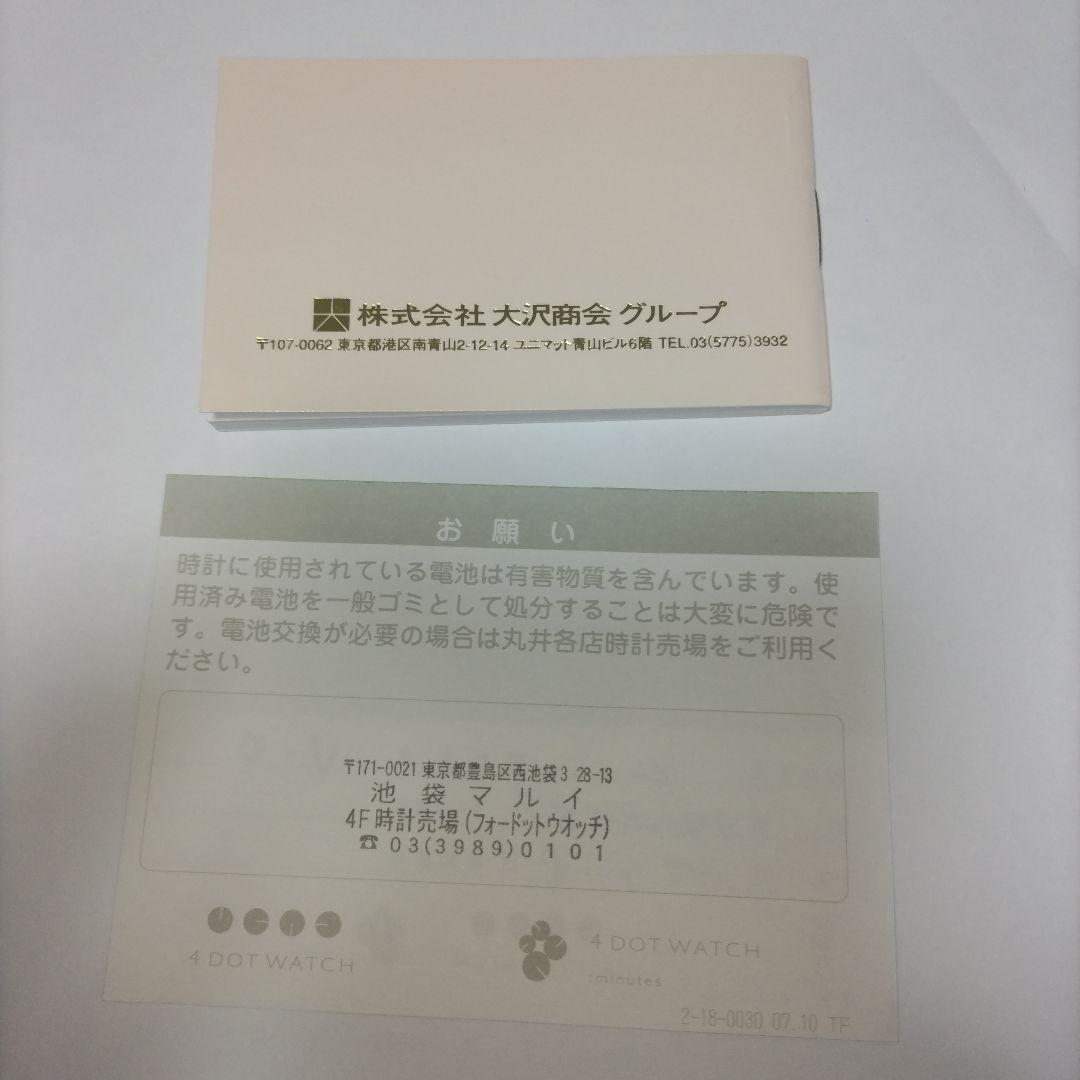 株式会社 大沢商会 グループ
〒107-0062 東京都港区南青山2-12-14 ユニマット青山ビル6階 TEL.03(5775)3932
お願い
時計に使用されている電池は有害物質を含んでいます。使
用済み電池を一般ゴミとして処分することは大変に危険で
す。電池交換が必要の場合は丸井各店時計売場をご利用く
ださい。
〒171-0021 東京都豊島区西池袋3 28-13
池袋マルイ
4F時計売場(フォードットウオッチ)
☎ 03(3989)0101
4 DOT WATCH
4 DOT WATCH
:minutes
2-18-0030 07.10 TF